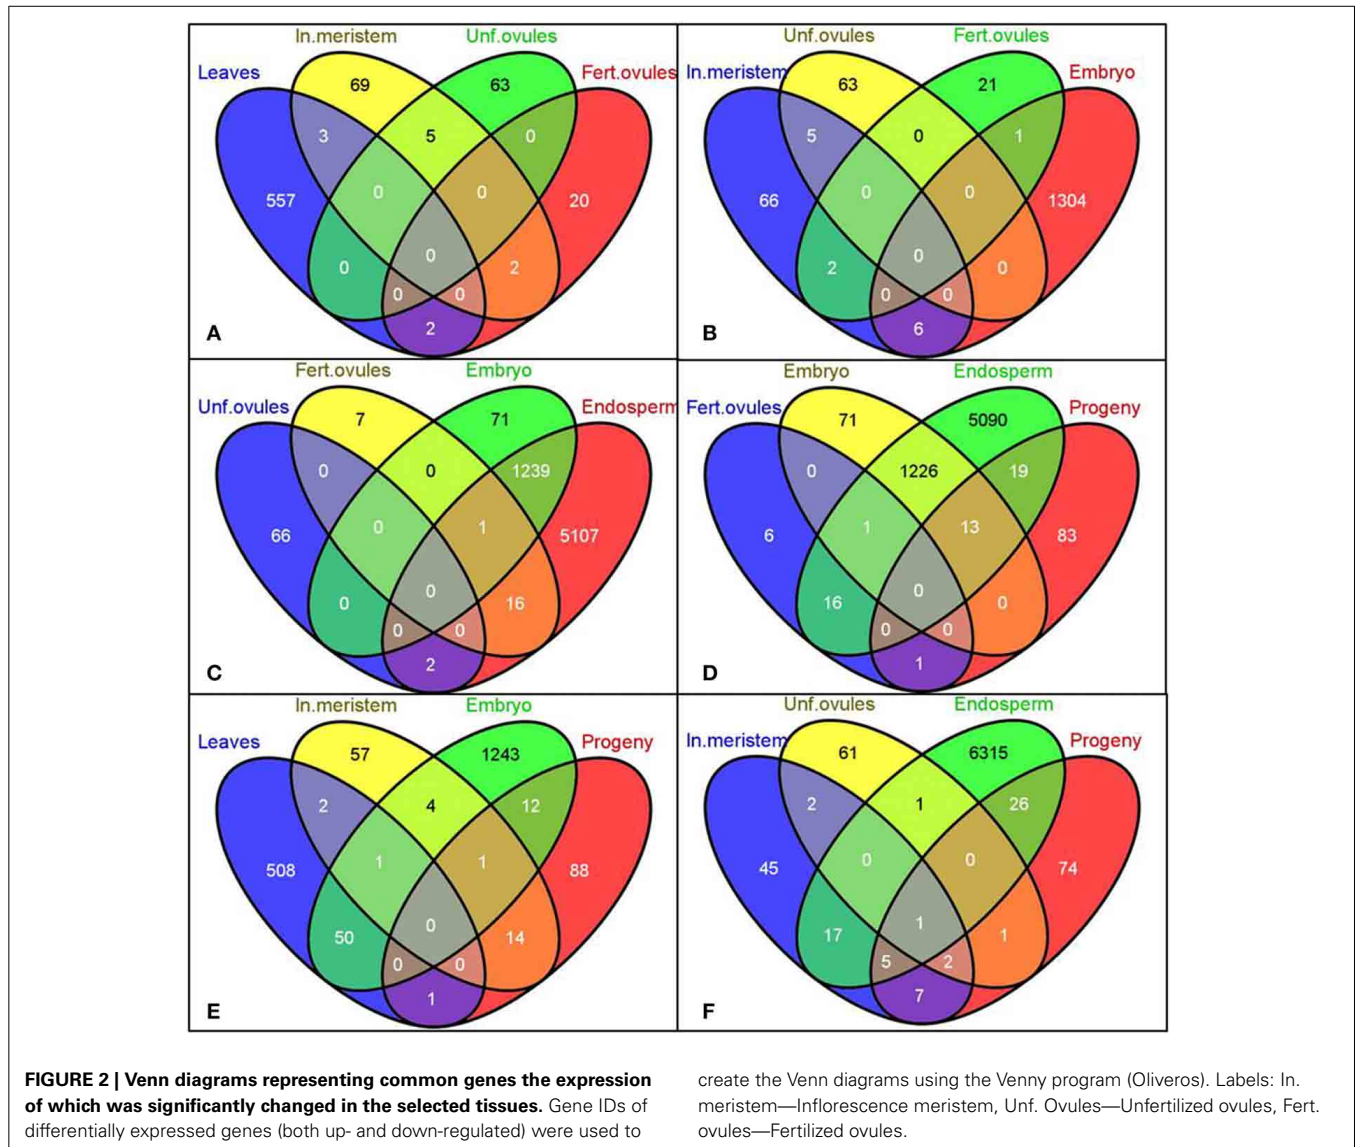 In.meristem Unf.ovules
Leaves Fert.ovules
69 63
3 5 0
557 0 0 20
0 0 2
0 0
A 2
Unf.ovules Fert.ovules
In.meristem Embryo
63 21
5 0 1
66 0 0 1304
2 0 0
0 0
B 6
Fert.ovules Embryo
Unf.ovules Endosperm
7 71
0 0 1239
66 0 1 5107
0 0 16
0 0
C 2
Embryo Endosperm
Fert.ovules Progeny
71 5090
0 1226 19
6 1 13 83
16 0 0
0 0
D 1
In.meristem Embryo
Leaves Progeny
57 1243
2 4 12
508 1 1 88
50 0 14
0 0
E 1
Unf.ovules Endosperm
In.meristem Progeny
61 6315
2 1 26
45 0 0 74
17 1 1
5 2
F 7
FIGURE 2 | Venn diagrams representing common genes the expression
of which was significantly changed in the selected tissues. Gene IDs of
differentially expressed genes (both up- and down-regulated) were used to
create the Venn diagrams using the Venny program (Oliveros). Labels: In.
meristem—Inflorescence meristem, Unf. Ovules—Unfertilized ovules, Fert.
ovules—Fertilized ovules.